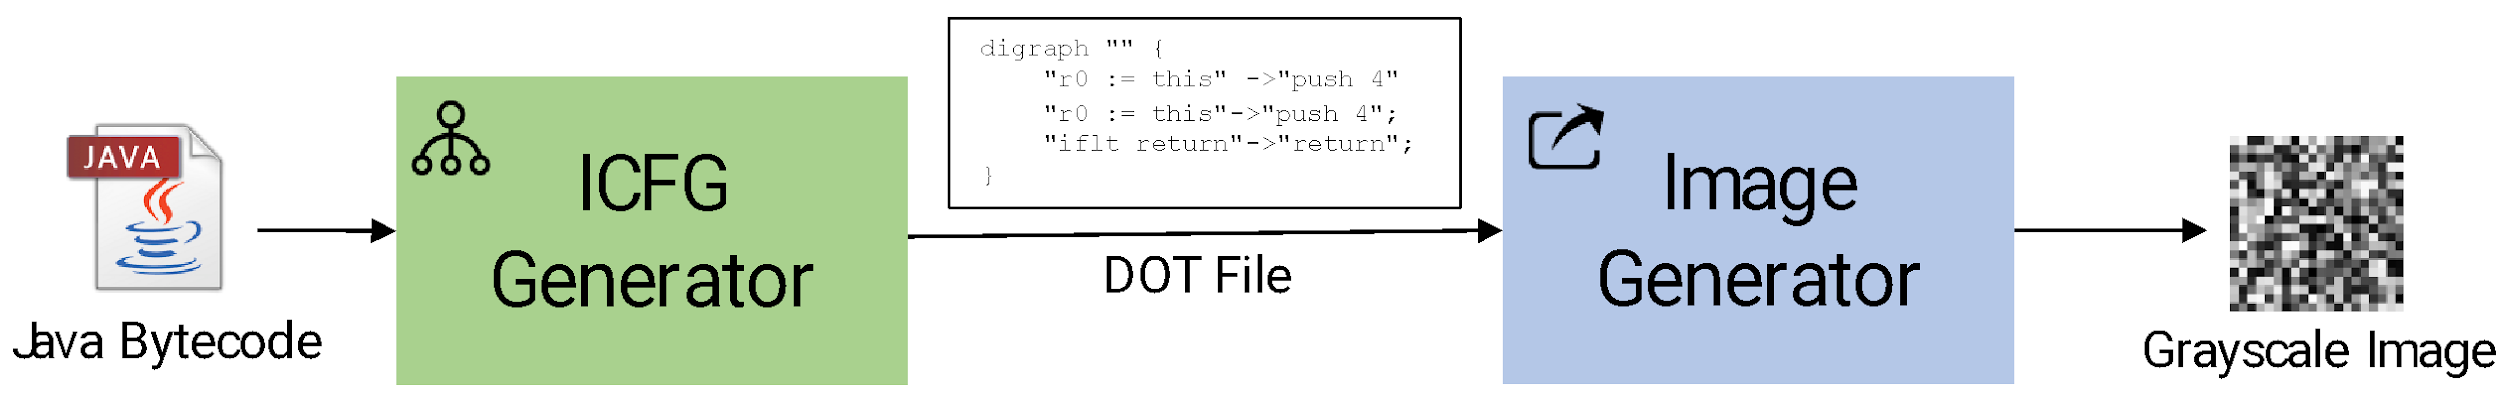 JAVA
Java Bytecode
ICFG
Generator
digraph "" {
"r0 := this" ->"push 4"
"r0 := this"->"push 4";
"iflt return"->"return";
}
DOT File
Image
Generator
Grayscale Image